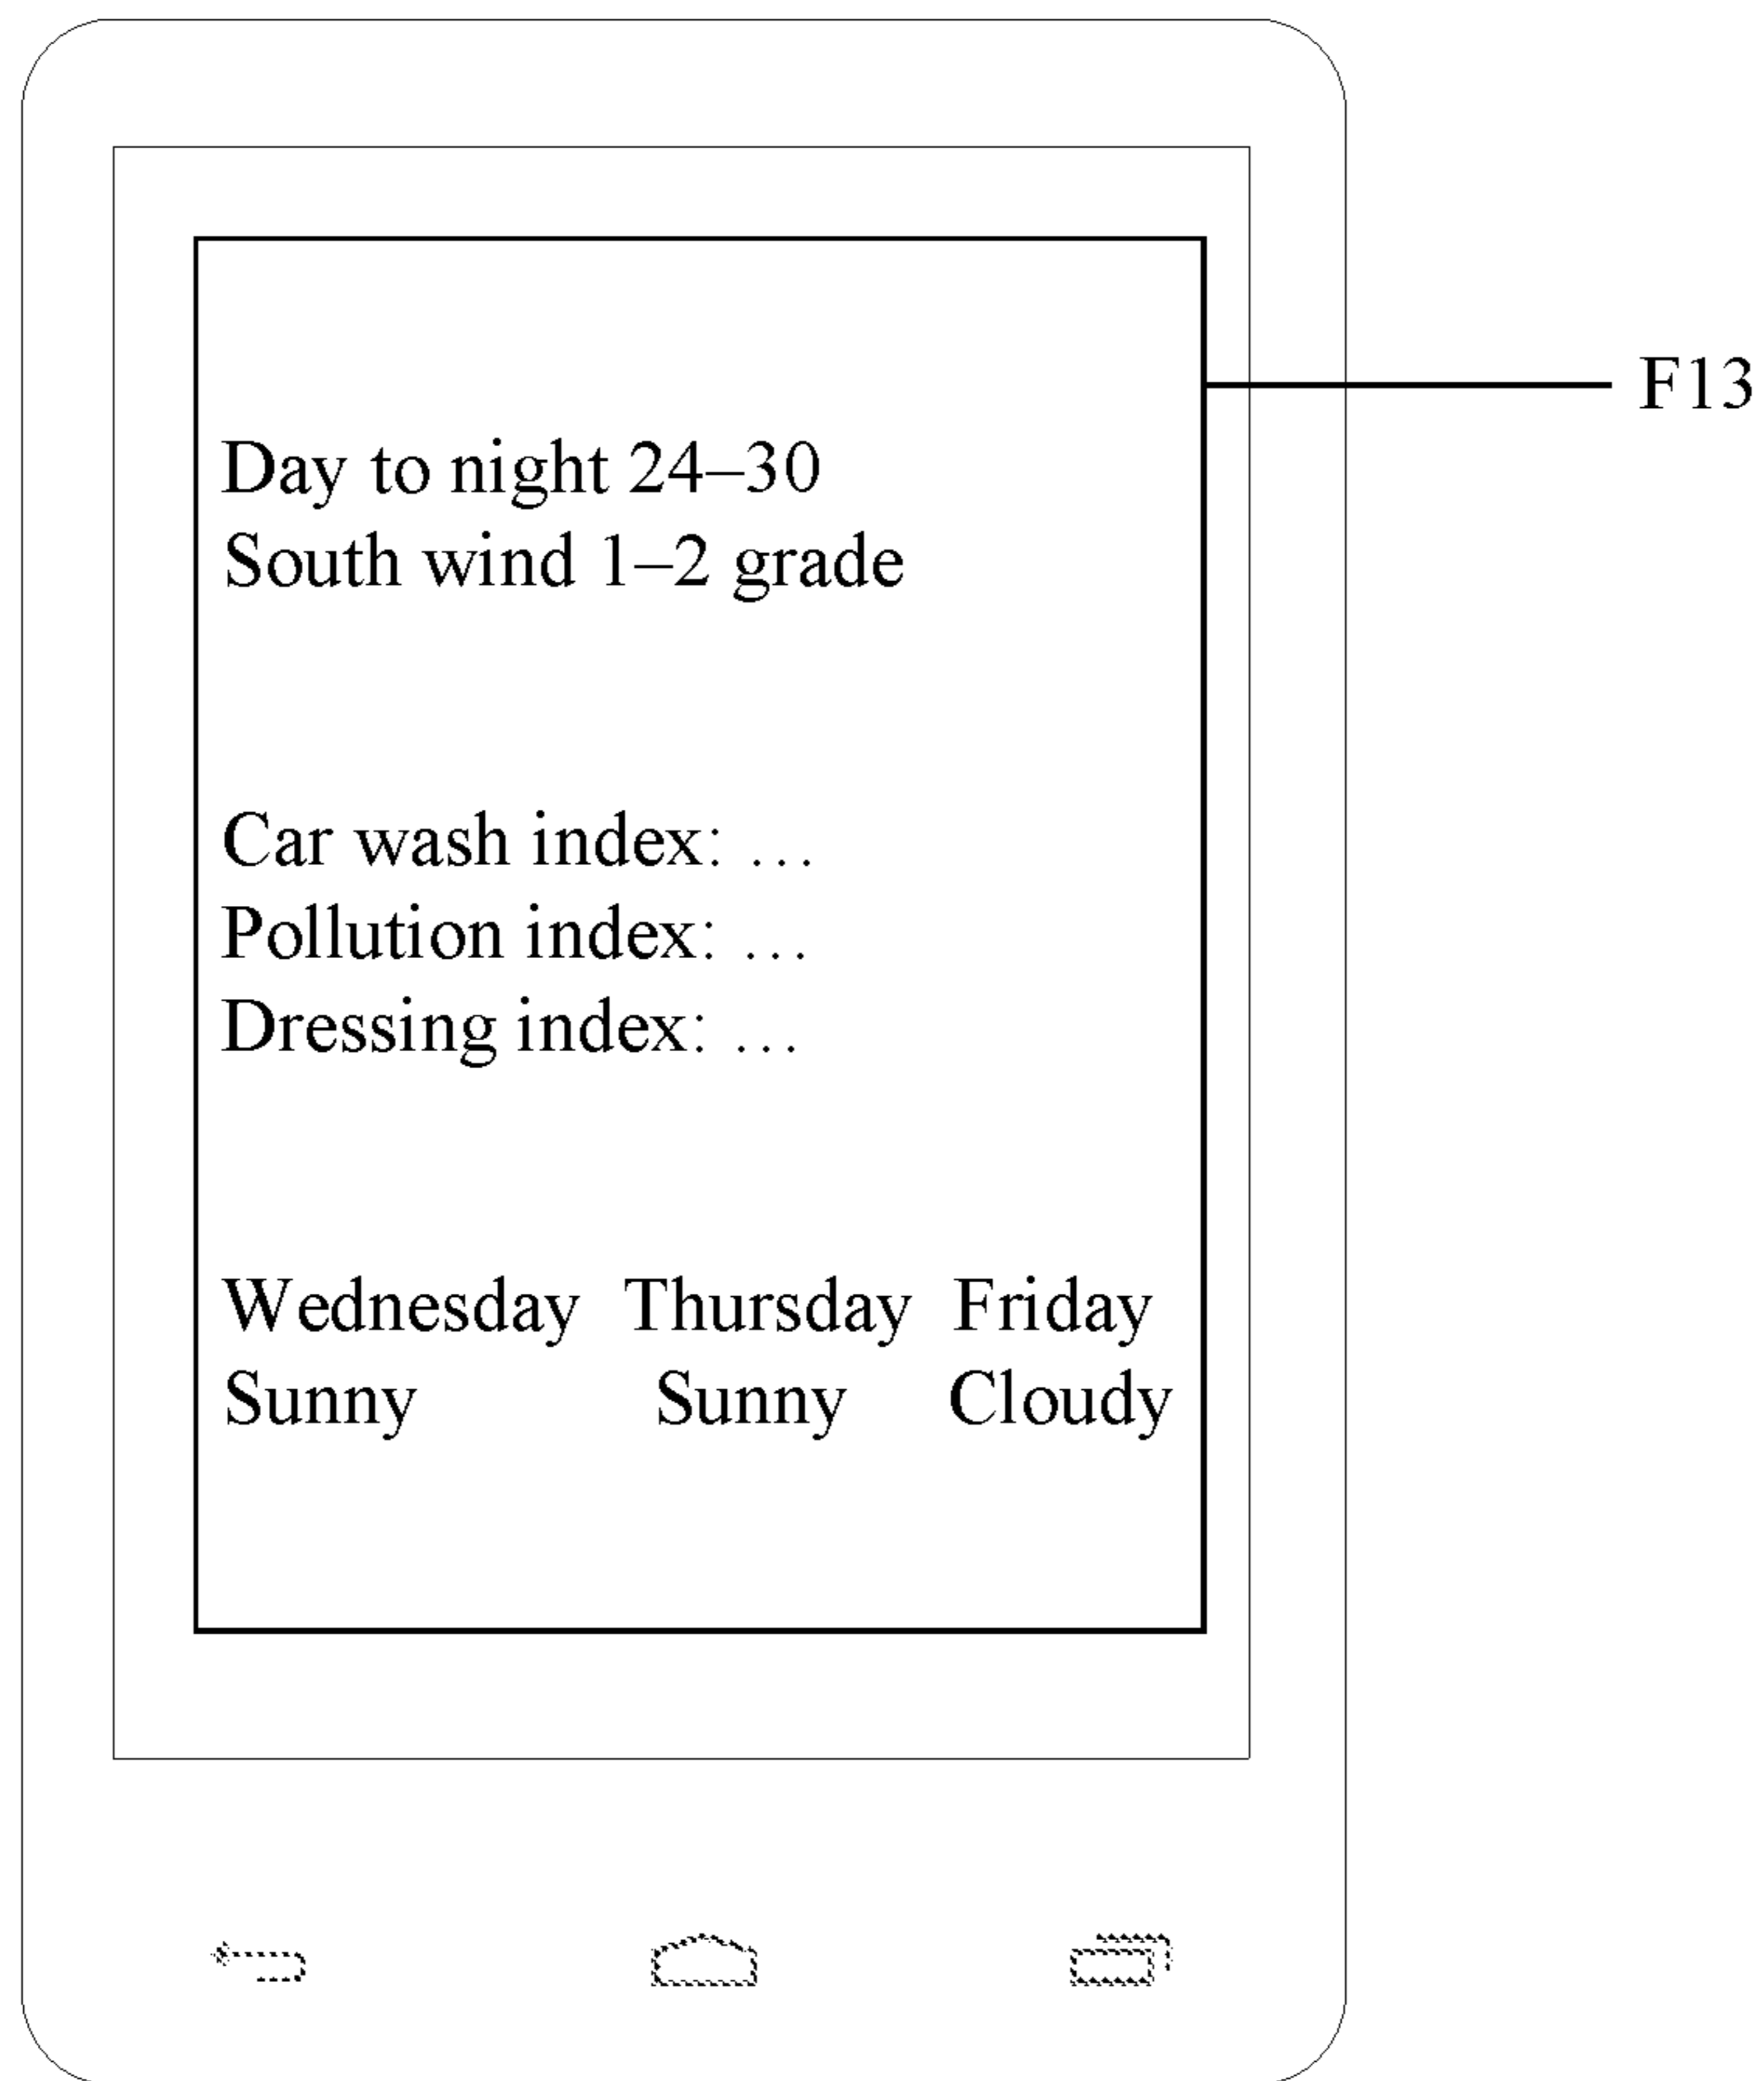 F13
Day to night 24–30
South wind 1–2 grade
Car wash index: …
Pollution index: …
Dressing index: …
Wednesday Thursday Friday
Sunny Sunny Cloudy